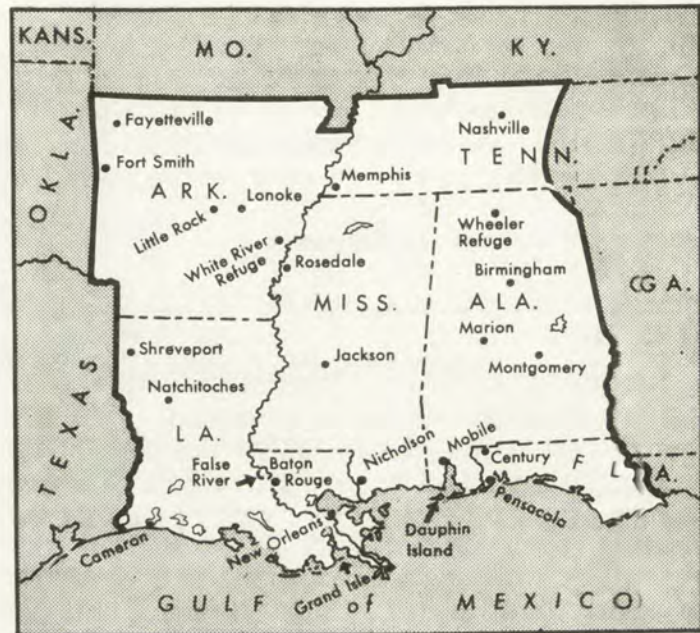 KANS.
MO.
KY.
OKLA.
Fayetteville
Nashville
TENN.
Fort Smith
Memphis
ARK.
Lonoke
Little Rock
Wheeler
Refuge
White River
Refuge
Rosedale
Birmingham
GA.
MISS.
ALA.
Marion
Shreveport
Jackson
Montgomery
Natchitoches
TEXAS
LA.
Nicholson
Mobile
Century
FLA.
False
River
Baton
Rouge
Pensacola
Dauphin
Island
Cameron
New Orleans
Grand Isle
GULF of MEXICO